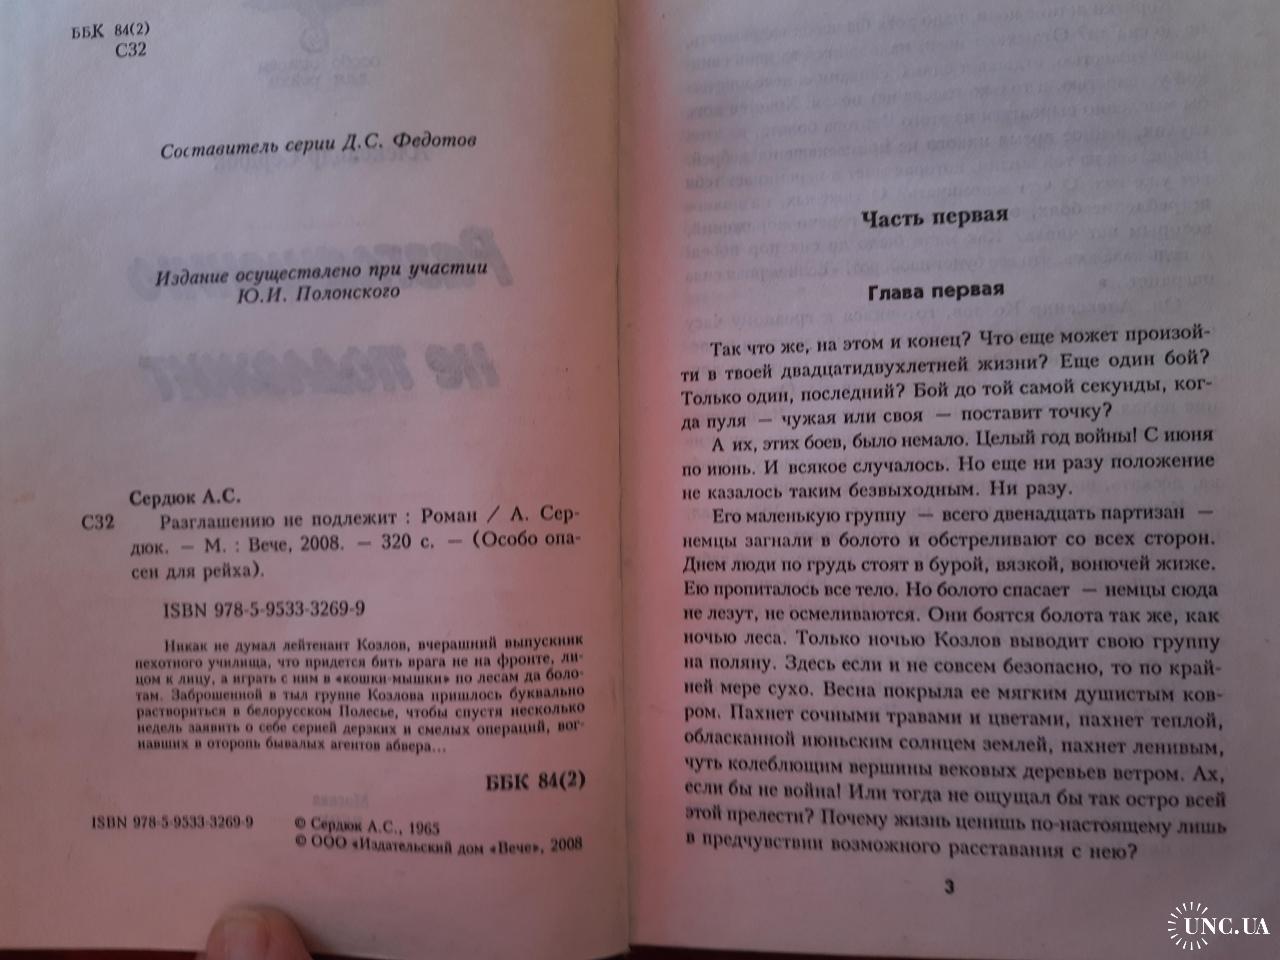 ББК 84(2)
С32
Составитель серии Д.С. Федотов
Издание осуществлено при участии
Ю.И. Полонского
Сердюк А.С.
С32 Разглашению не подлежит : Роман / А. Сер-
дюк. — М. : Вече, 2008. — 320 с. — (Особо опа-
сен для рейха).
ISBN 978-5-9533-3269-9
Никак не думал лейтенант Козлов, вчерашний выпускник
пехотного училища, что придется бить врага не на фронте, ли-
цом к лицу, а играть с ним в «кошки-мышки» по лесам да боло-
там. Заброшенной в тыл группе Козлова пришлось буквально
раствориться в белорусском Полесье, чтобы спустя несколько
недель заявить о себе серией дерзких и смелых операций, вог-
навших в оторопь бывалых агентов абвера...
ББК 84(2)
ISBN 978-5-9533-3269-9
© Сердюк А.С., 1965
© ООО «Издательский дом «Вече», 2008
Часть первая
Глава первая
Так что же, на этом и конец? Что еще может произой-
ти в твоей двадцатидвухлетней жизни? Еще один бой?
Только один, последний? Бой до той самой секунды, ког-
да пуля — чужая или своя — поставит точку?
А их, этих боев, было немало. Целый год войны! С июня
по июнь. И всякое случалось. Но еще ни разу положение
не казалось таким безвыходным. Ни разу.
Его маленькую группу — всего двенадцать партизан —
немцы загнали в болото и обстреливают со всех сторон.
Днем люди по грудь стоят в бурой, вязкой, вонючей жиже.
Ею пропиталось все тело. Но болото спасает — немцы сюда
не лезут, не осмеливаются. Они боятся болота так же, как
ночью леса. Только ночью Козлов выводит свою группу
на поляну. Здесь если и не совсем безопасно, то по край-
ней мере сухо. Весна покрыла ее мягким душистым ков-
ром. Пахнет сочными травами и цветами, пахнет теплой,
обласканной июньским солнцем землей, пахнет ленивым,
чуть колеблющим вершины вековых деревьев ветром. Ах,
если бы не война! Или тогда не ощущал бы так остро всей
этой прелести? Почему жизнь ценишь по-настоящему лишь
в предчувствии возможного расставания с нею?
3
UNC.UA